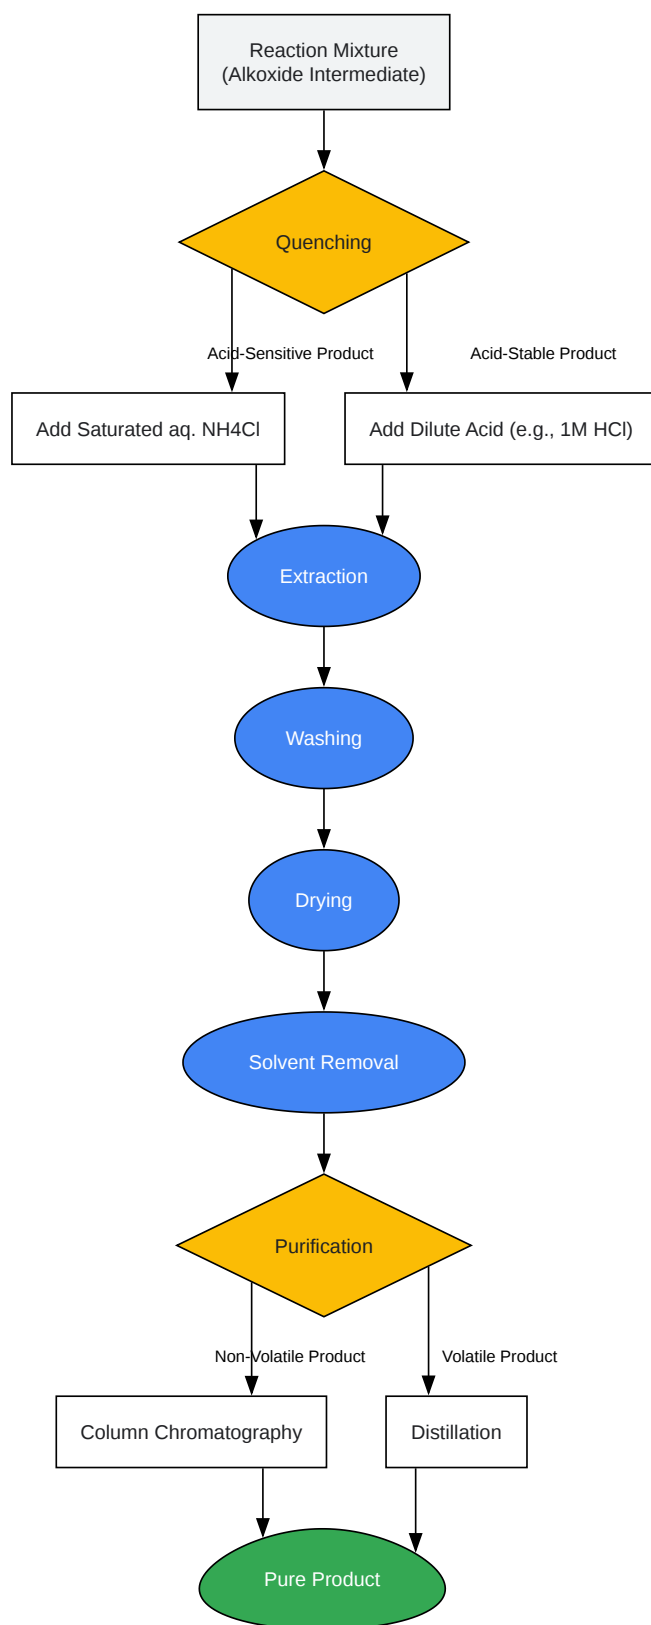 Reaction Mixture
(Alkoxide Intermediate)
Quenching
Acid-Sensitive Product
Acid-Stable Product
Add Saturated aq. NH4Cl
Add Dilute Acid (e.g., 1M HCl)
Extraction
Washing
Drying
Solvent Removal
Purification
Non-Volatile Product
Volatile Product
Column Chromatography
Distillation
Pure Product